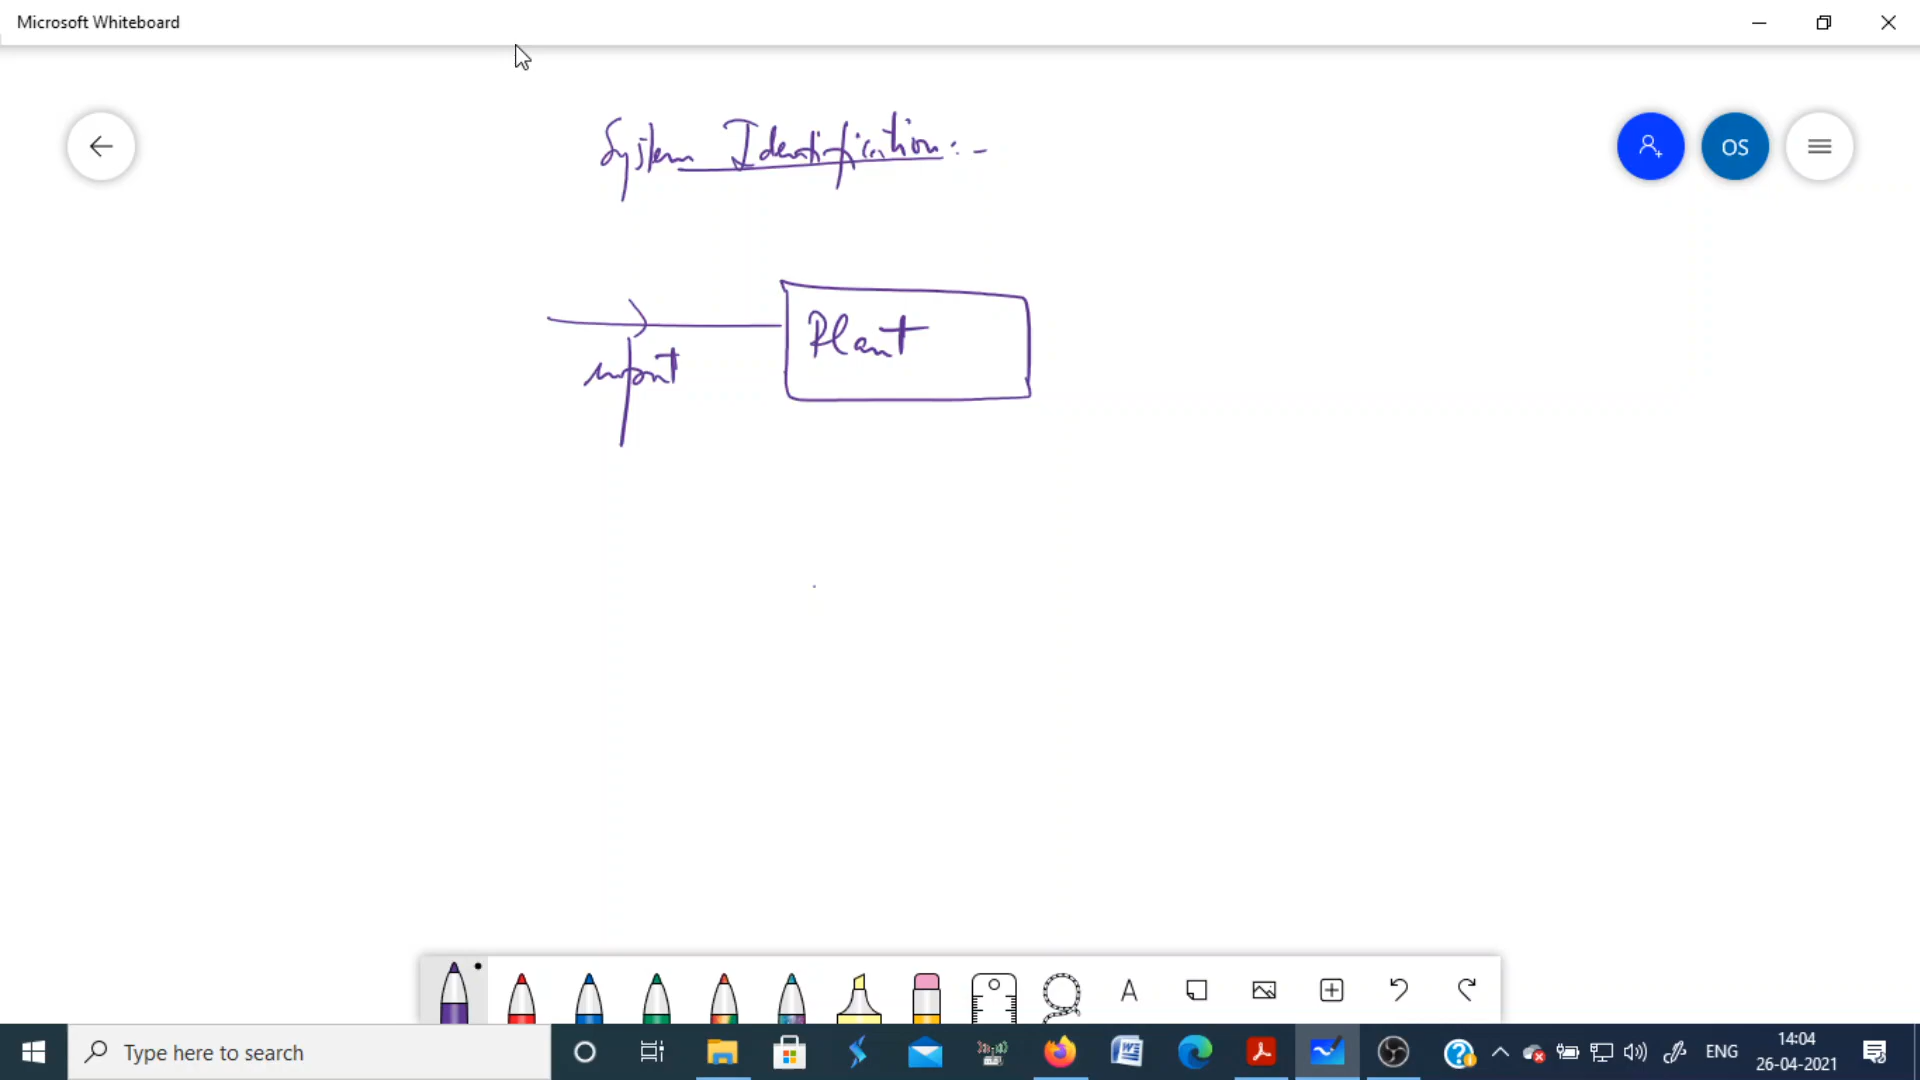 Microsoft Whiteboard
System Identification:-
OS
input
Plant
A
Type here to search
ENG
14:04
26-04-2021